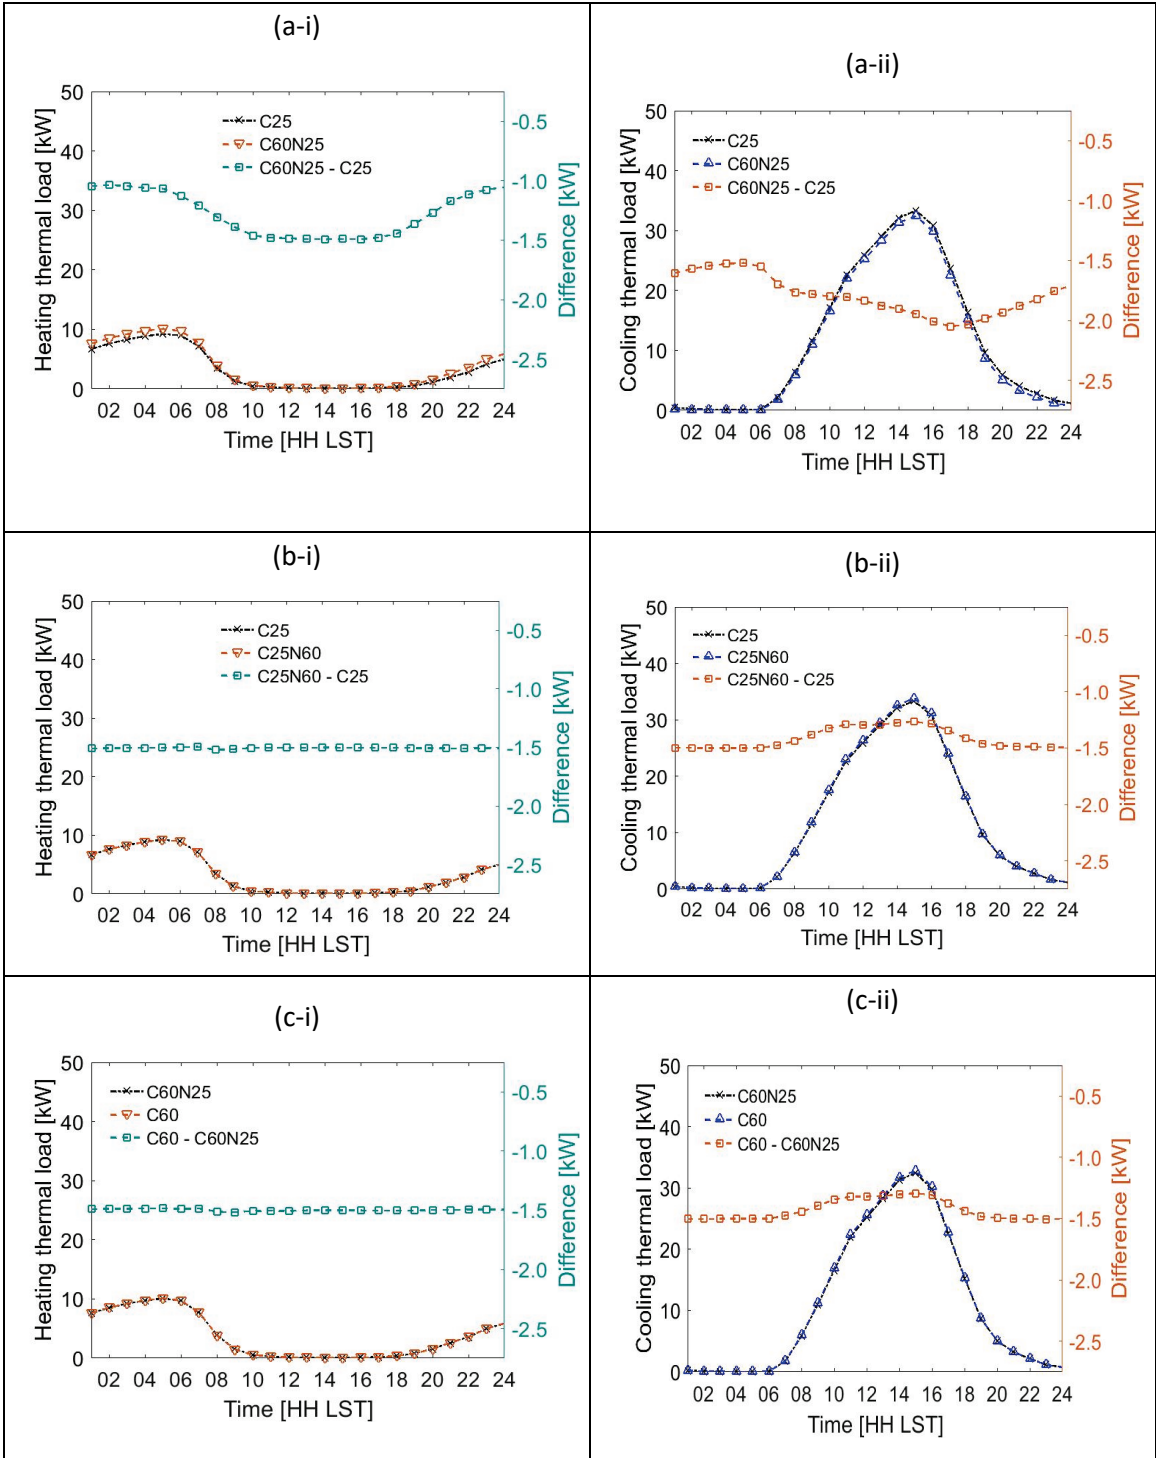 (a-i)
50
40
30
20
10
0
Heating thermal load [kW]
C25
C60N25
C60N25 - C25
-0.5
-1.0
-1.5
-2.0
-2.5
Difference [kW]
02 04 06 08 10 12 14 16 18 20 22 24
Time [HH LST]
(a-ii)
50
40
30
20
10
0
Cooling thermal load [kW]
C25
C60N25
C60N25 - C25
-0.5
-1.0
-1.5
-2.0
-2.5
Difference [kW]
02 04 06 08 10 12 14 16 18 20 22 24
Time [HH LST]
(b-i)
50
40
30
20
10
0
Heating thermal load [kW]
C25
C25N60
C25N60 - C25
-0.5
-1.0
-1.5
-2.0
-2.5
Difference [kW]
02 04 06 08 10 12 14 16 18 20 22 24
Time [HH LST]
(b-ii)
50
40
30
20
10
0
Cooling thermal load [kW]
C25
C25N60
C25N60 - C25
-0.5
-1.0
-1.5
-2.0
-2.5
Difference [kW]
02 04 06 08 10 12 14 16 18 20 22 24
Time [HH LST]
(c-i)
50
40
30
20
10
0
Heating thermal load [kW]
C60N25
C60
C60 - C60N25
-0.5
-1.0
-1.5
-2.0
-2.5
Difference [kW]
02 04 06 08 10 12 14 16 18 20 22 24
Time [HH LST]
(c-ii)
50
40
30
20
10
0
Cooling thermal load [kW]
C60N25
C60
C60 - C60N25
-0.5
-1.0
-1.5
-2.0
-2.5
Difference [kW]
02 04 06 08 10 12 14 16 18 20 22 24
Time [HH LST]